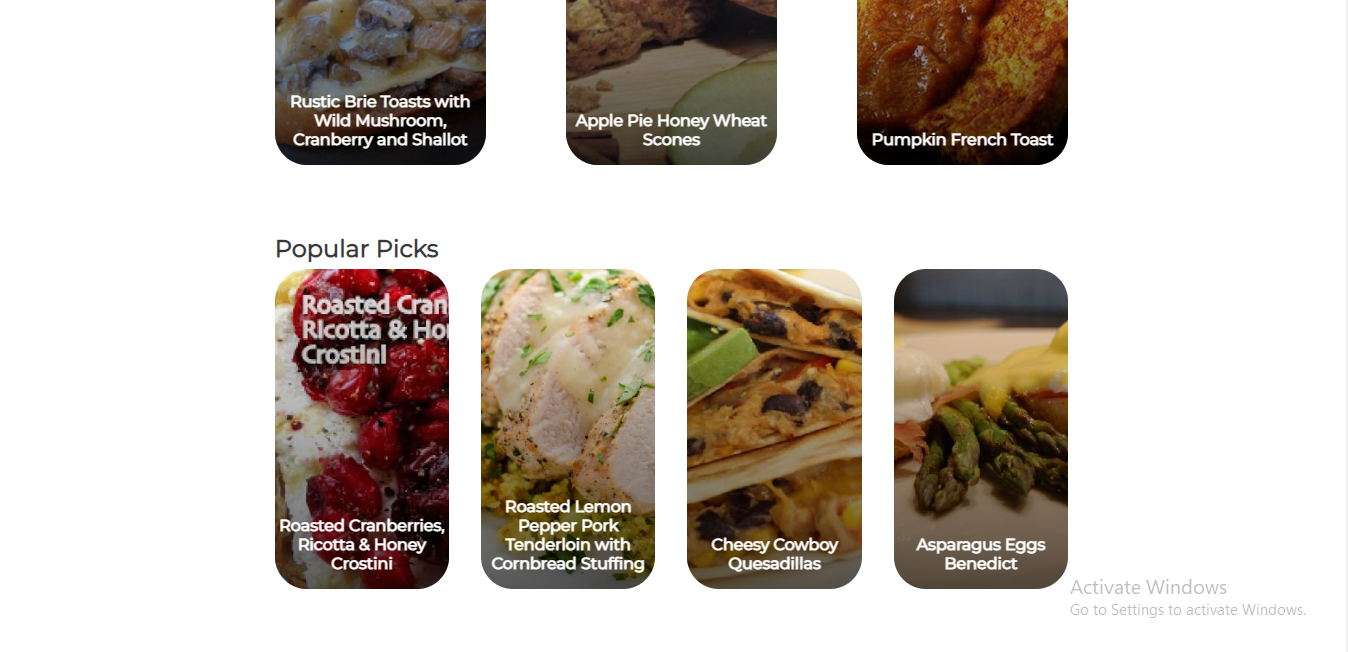 Rustic Brie Toasts with
Wild Mushroom,
Cranberry and Shallot
Apple Pie Honey Wheat
Scones
Pumpkin French Toast
Popular Picks
Roasted Cran
Ricotta & Hon
Crostini
Roasted Cranberries,
Ricotta & Honey
Crostini
Roasted Lemon
Pepper Pork
Tenderloin with
Cornbread Stuffing
Cheesy Cowboy
Quesadillas
Asparagus Eggs
Benedict
Activate Windows
Go to Settings to activate Windows.